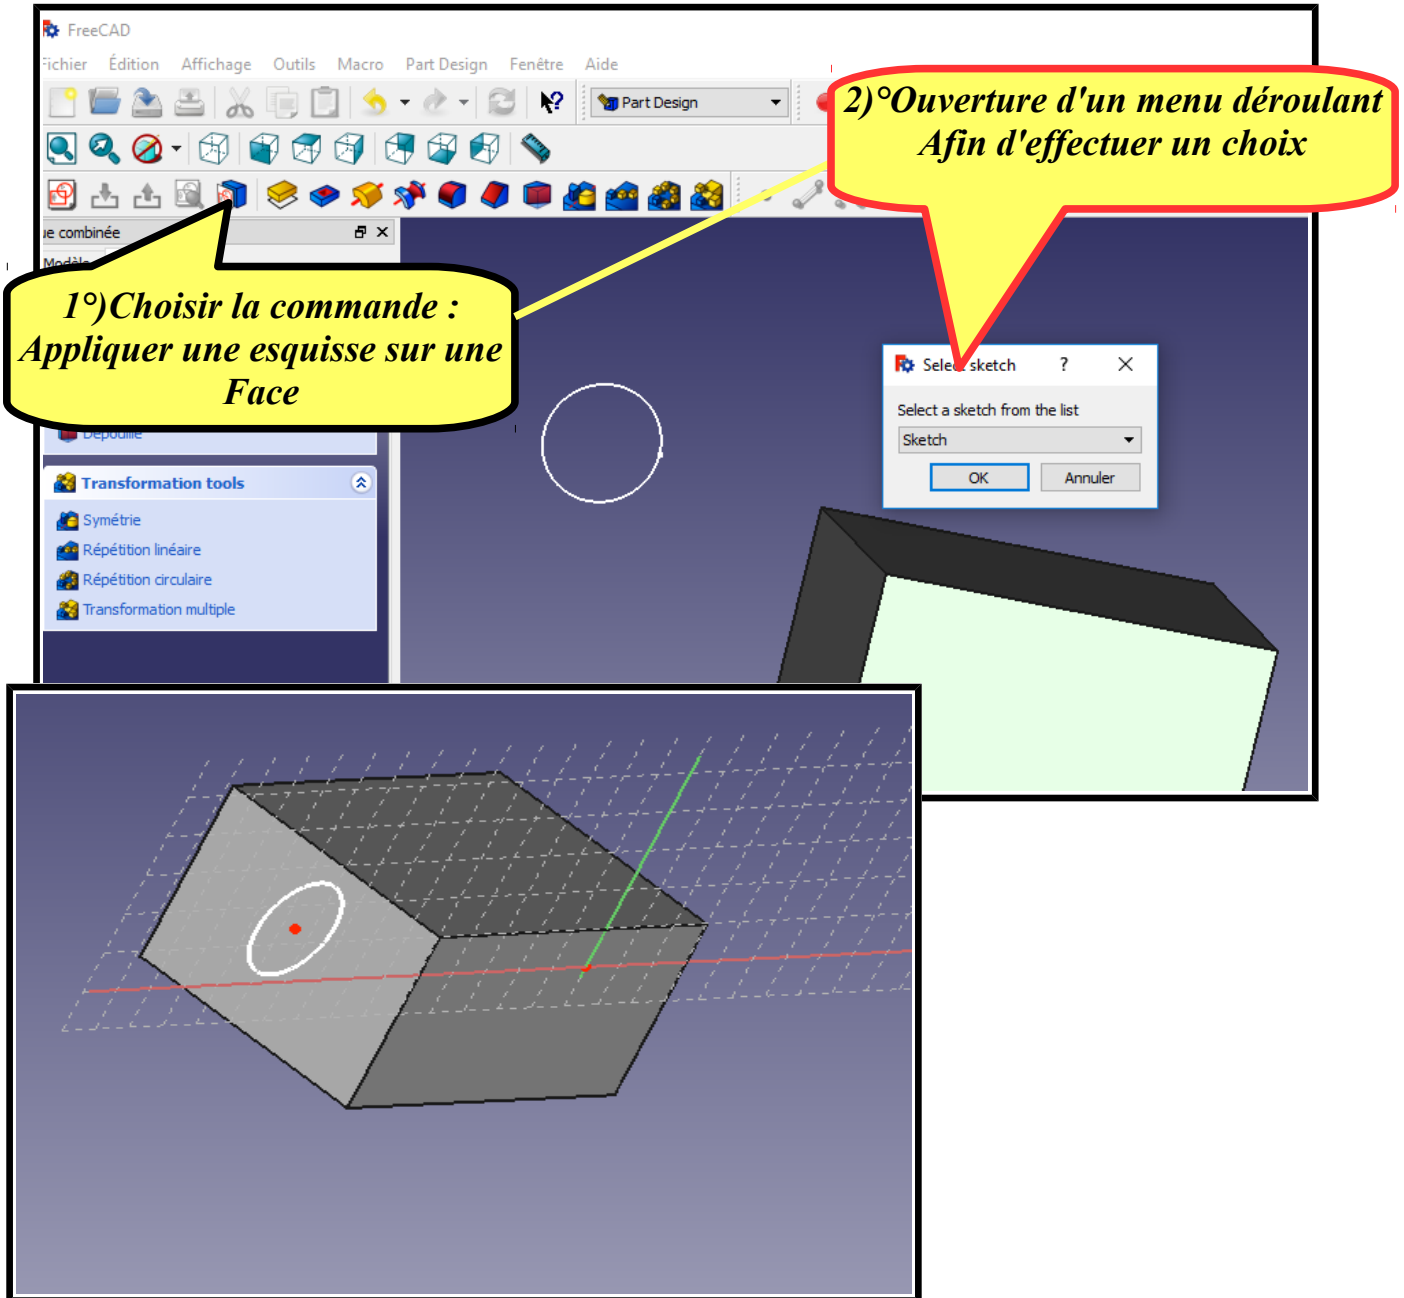 FreeCAD
Fichier Édition Affichage Outils Macro Part Design Fenêtre Aide
Part Design
2)°Ouverture d'un menu déroulant
Afin d'effectuer un choix
ue combinée
Modèle
1°)Choisir la commande :
Appliquer une esquisse sur une
Face
Select sketch ?
Select a sketch from the list
Sketch
OK Annuler
Dépouille
Transformation tools
Symétrie
Répétition linéaire
Répétition circulaire
Transformation multiple